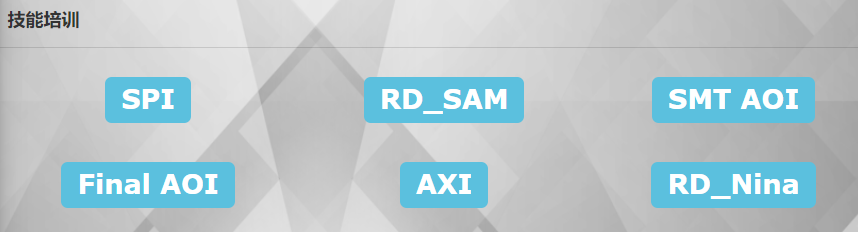 技能培训
SPI
RD_SAM
SMT AOI
Final AOI
AXI
RD_Nina